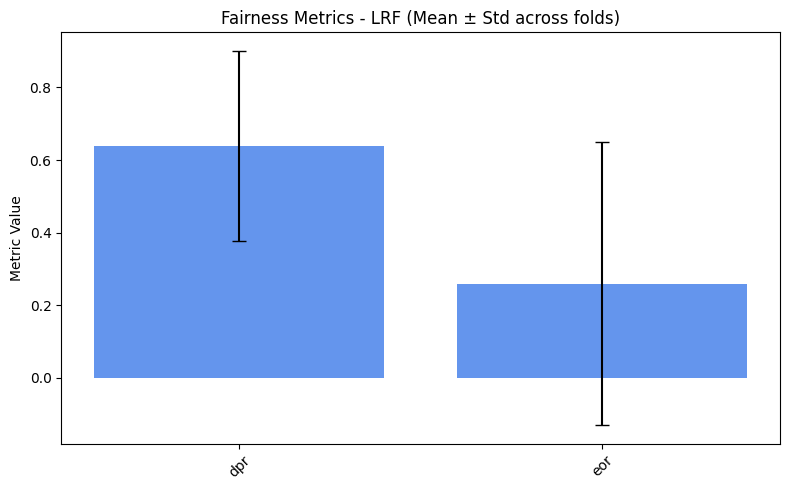 Fairness Metrics - LRF (Mean ± Std across folds)
Metric Value
0.8
0.6
0.4
0.2
0.0
dpr
eor